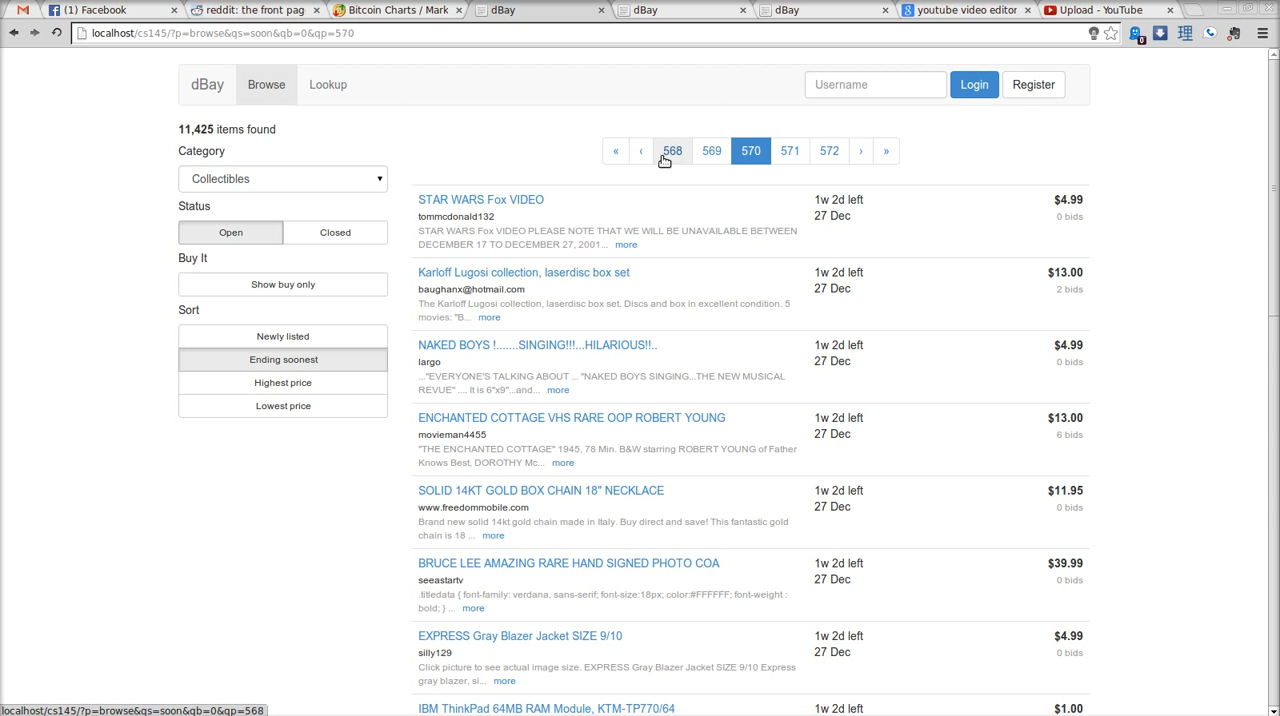 (1) Facebook
reddit: the front pag
Bitcoin Charts / Mark
dBay
dBay
dBay
youtube video editor
Upload - YouTube
localhost/cs145/?p=browse&qs=soon&qb=0&qp=570
dBay
Browse
Lookup
Username
Login
Register
11,425 items found
Category
Collectibles
Status
Open
Closed
Buy It
Show buy only
Sort
Newly listed
Ending soonest
Highest price
Lowest price
« ‹ 568 569 570 571 572 › »
STAR WARS Fox VIDEO 1w 2d left $4.99
tommcdonald132 27 Dec 0 bids
STAR WARS Fox VIDEO PLEASE NOTE THAT WE WILL BE UNAVAILABLE BETWEEN
DECEMBER 17 TO DECEMBER 27, 2001... more
Karloff Lugosi collection, laserdisc box set 1w 2d left $13.00
baughanx@hotmail.com 27 Dec 2 bids
The Karloff Lugosi collection, laserdisc box set. Discs and box in excellent condition. 5
movies: "B... more
NAKED BOYS !.......SINGING!!!...HILARIOUS!!.. 1w 2d left $4.99
largo 27 Dec 0 bids
..."EVERYONE'S TALKING ABOUT ... "NAKED BOYS SINGING...THE NEW MUSICAL
REVUE" .... It is 6"x9"...and... more
ENCHANTED COTTAGE VHS RARE OOP ROBERT YOUNG 1w 2d left $13.00
movieman4455 27 Dec 6 bids
"THE ENCHANTED COTTAGE" 1945, 78 Min. B&W starring ROBERT YOUNG of Father
Knows Best, DOROTHY Mc... more
SOLID 14KT GOLD BOX CHAIN 18" NECKLACE 1w 2d left $11.95
www.freedommobile.com 27 Dec 0 bids
Brand new solid 14kt gold chain made in Italy. Buy direct and save! This fantastic gold
chain is 18 ... more
BRUCE LEE AMAZING RARE HAND SIGNED PHOTO COA 1w 2d left $39.99
seeastartv 27 Dec 0 bids
.titledata { font-family: verdana, sans-serif; font-size:18px; color:#FFFFFF; font-weight :
bold; } ... more
EXPRESS Gray Blazer Jacket SIZE 9/10 1w 2d left $4.99
silly129 27 Dec 0 bids
Click picture to see actual image size. EXPRESS Gray Blazer Jacket SIZE 9/10 Express
gray blazer, si... more
IBM ThinkPad 64MB RAM Module, KTM-TP770/64 1w 2d left $1.00
localhost/cs145/?p=browse&qs=soon&qb=0&qp=568